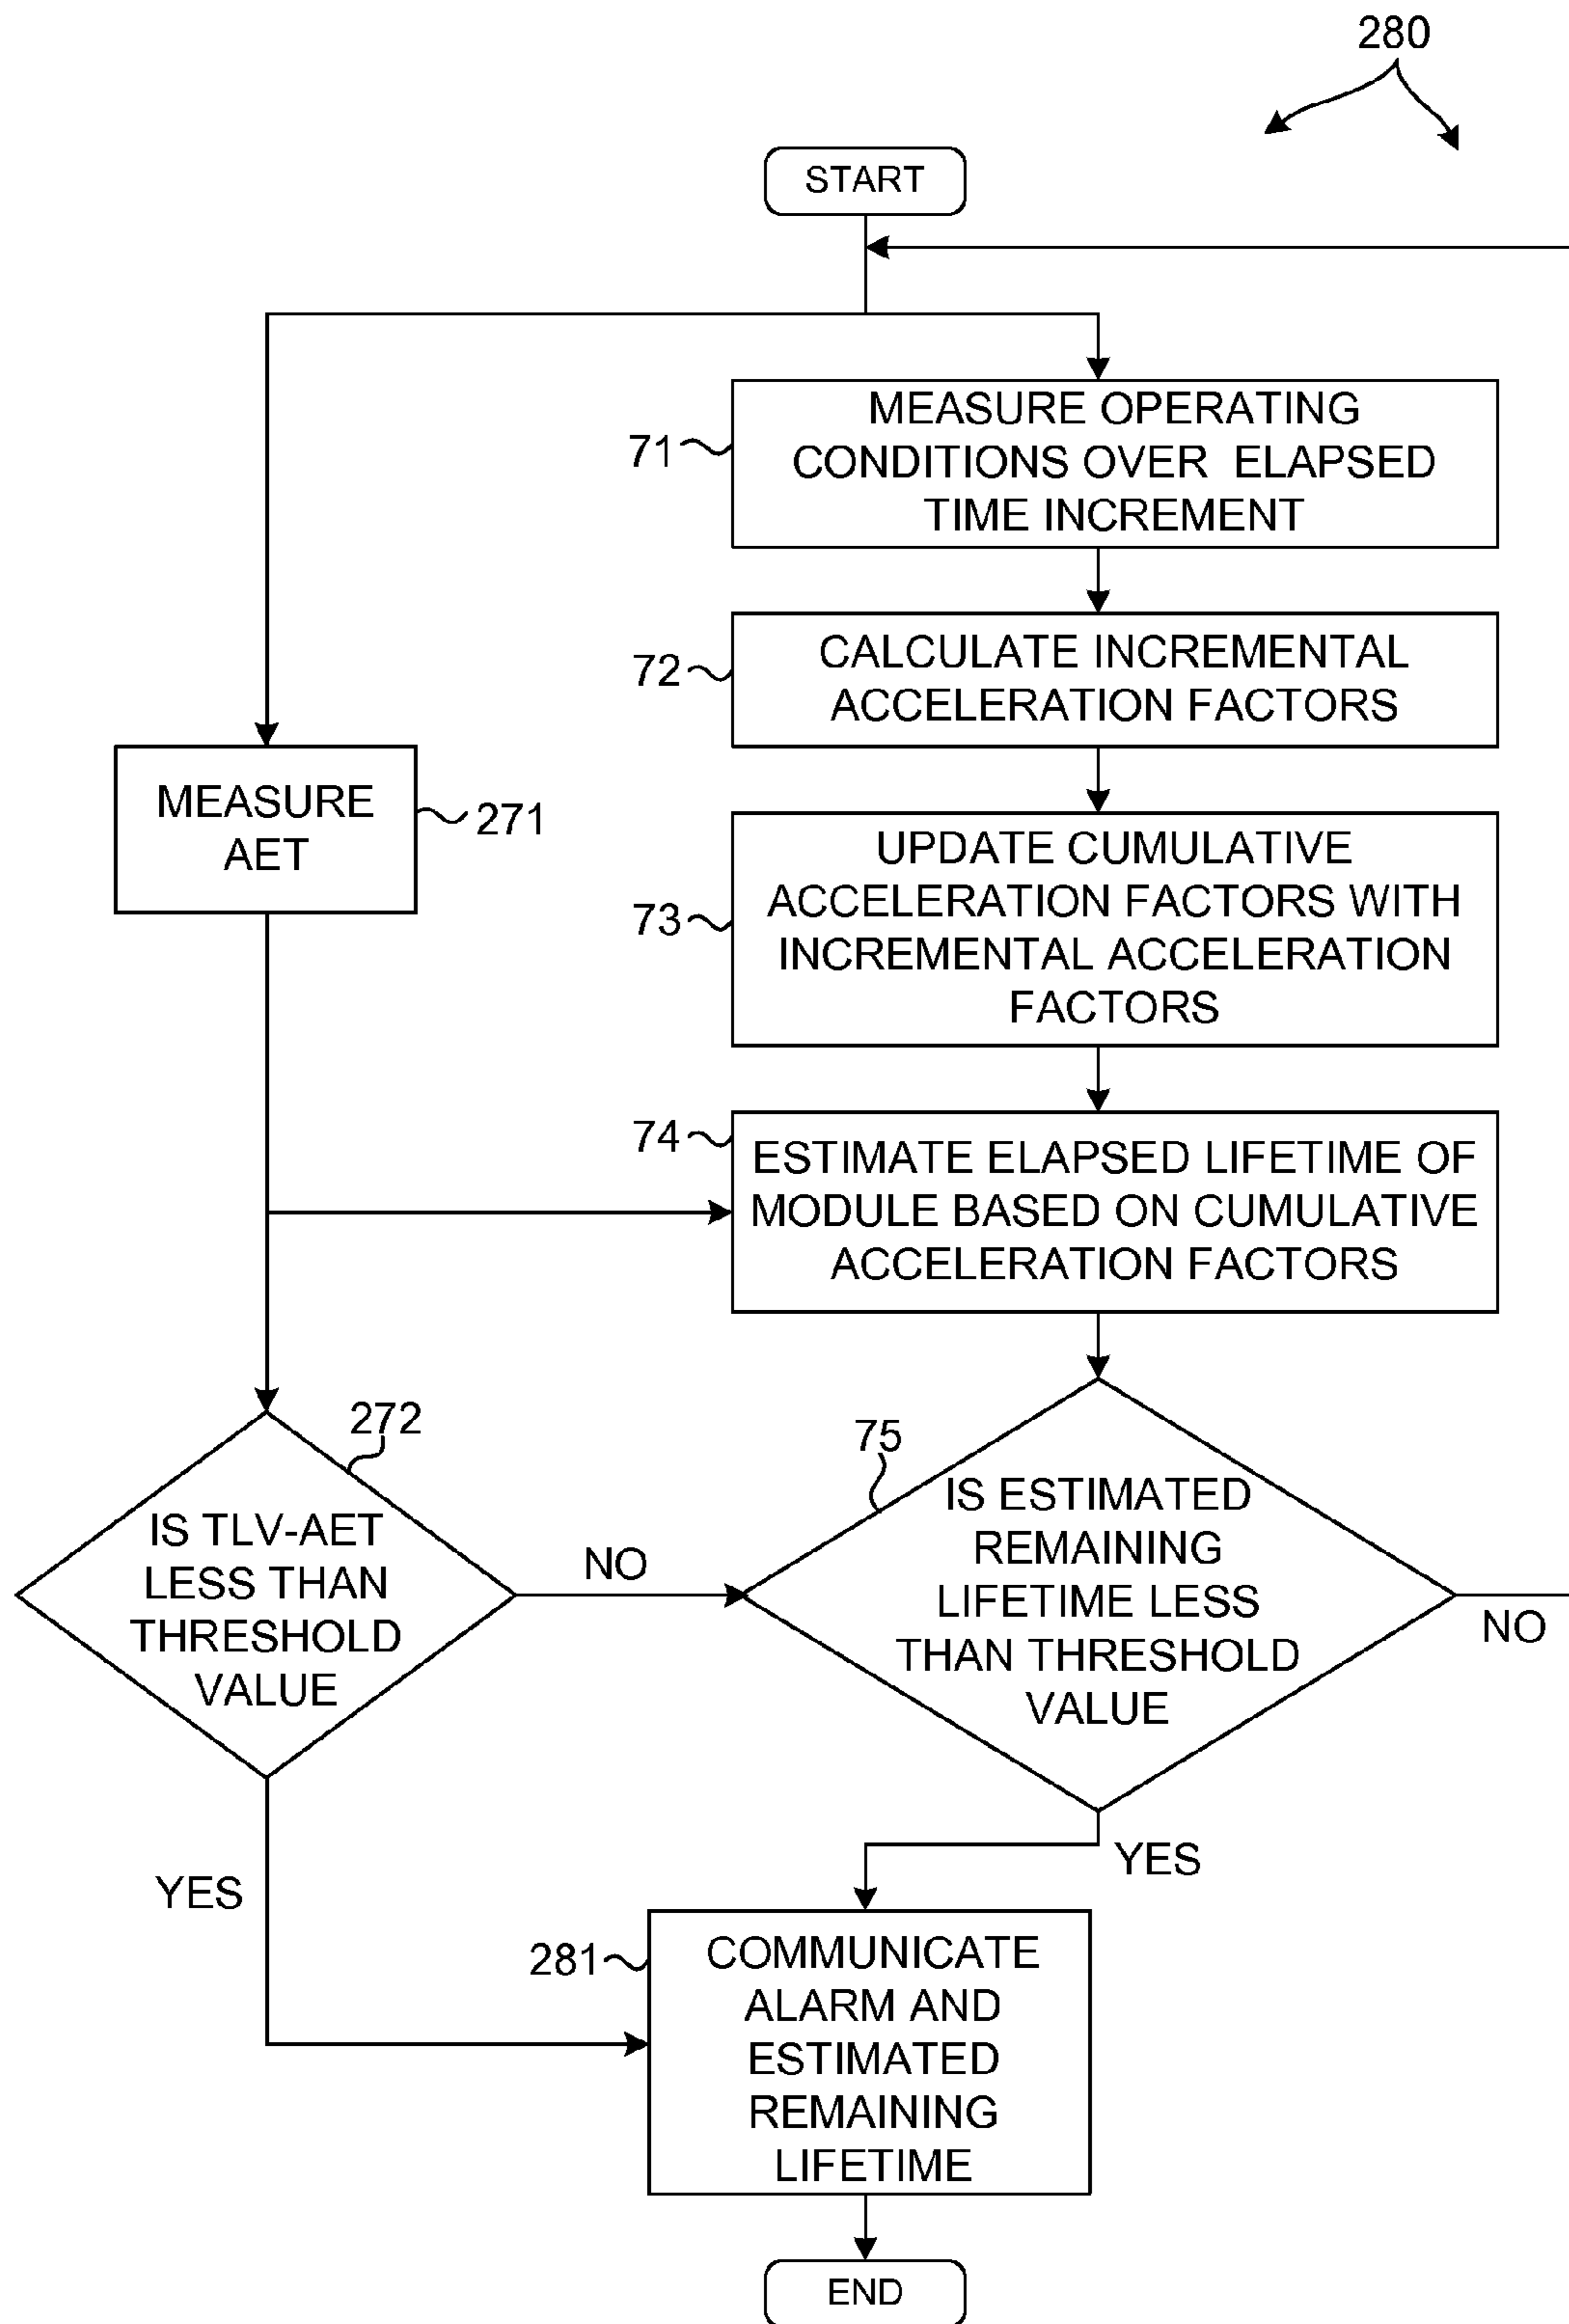 280
START
71
MEASURE OPERATING
CONDITIONS OVER ELAPSED
TIME INCREMENT
72
CALCULATE INCREMENTAL
ACCELERATION FACTORS
MEASURE
AET
271
73
UPDATE CUMULATIVE
ACCELERATION FACTORS WITH
INCREMENTAL ACCELERATION
FACTORS
74
ESTIMATE ELAPSED LIFETIME OF
MODULE BASED ON CUMULATIVE
ACCELERATION FACTORS
272
IS TLV-AET
LESS THAN
THRESHOLD
VALUE
NO
75
IS ESTIMATED
REMAINING
LIFETIME LESS
THAN THRESHOLD
VALUE
NO
YES
YES
281
COMMUNICATE
ALARM AND
ESTIMATED
REMAINING
LIFETIME
END